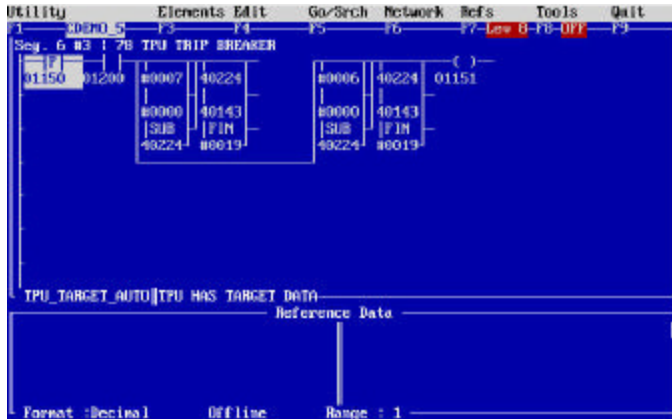 Utility Elements Edit Go/Srch Network Refs Tools Quit
F1 XDEMO_5 F3 F4 F5 F6 F7-Lev 8-F8-OFF F9
Seg. 6 #3 : 78 TPU TRIP BREAKER
P ( )
01150 01200 #0007 40224 #0006 40224 01151
#0000 40143 #0000 40143
SUB FIN SUB FIN
40224 #0019 40224 #0019
TPU_TARGET_AUTO TPU HAS TARGET DATA
Reference Data
Format :Decimal Offline Range : 1